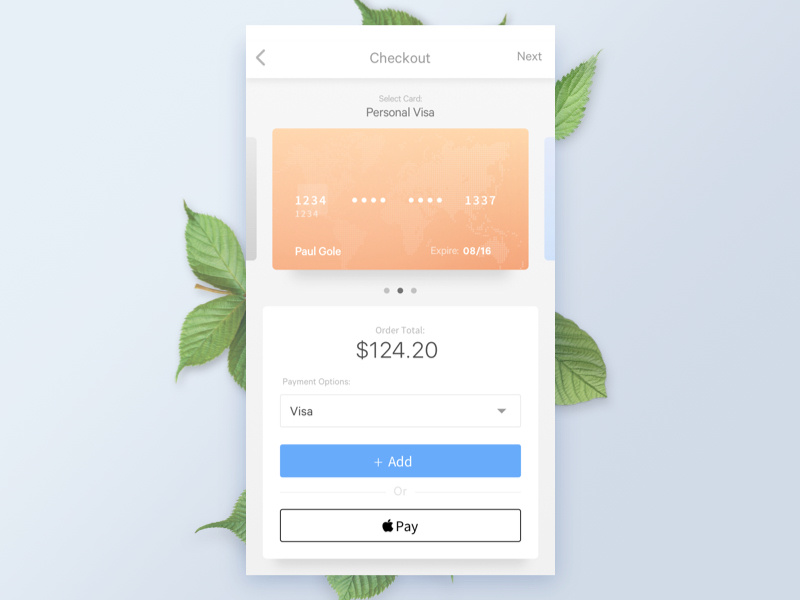 Checkout
Next
Select Card:
Personal Visa
1234 •••• •••• 1337
1234
Paul Gole
Expire: 08/16
Order Total:
$124.20
Payment Options:
Visa
+ Add
Or
Pay